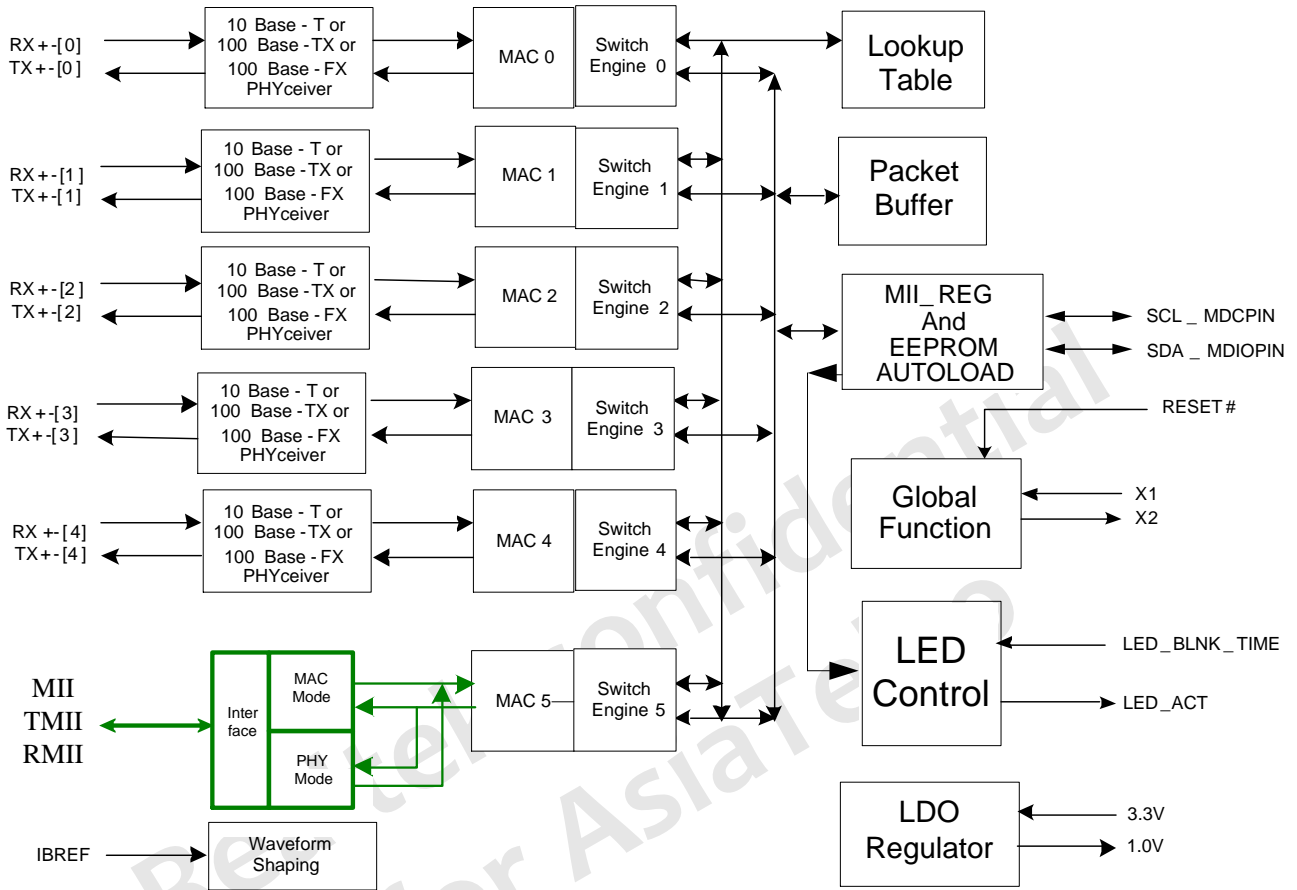 RX+-[0]
TX+-[0]
10 Base - T or
100 Base - TX or
100 Base - FX
PHYceiver
MAC 0
Switch
Engine 0
Lookup
Table
RX+-[1]
TX+-[1]
10 Base - T or
100 Base - TX or
100 Base - FX
PHYceiver
MAC 1
Switch
Engine 1
Packet
Buffer
RX+-[2]
TX+-[2]
10 Base - T or
100 Base - TX or
100 Base - FX
PHYceiver
MAC 2
Switch
Engine 2
MII_REG
And
EEPROM
AUTOLOAD
SCL _ MDCPIN
SDA _ MDIOPIN
RX+-[3]
TX+-[3]
10 Base - T or
100 Base - TX or
100 Base - FX
PHYceiver
MAC 3
Switch
Engine 3
RESET #
Global
Function
X1
X2
RX +-[4]
TX+-[4]
10 Base - T or
100 Base - TX or
100 Base - FX
PHYceiver
MAC 4
Switch
Engine 4
LED
Control
LED_BLNK_TIME
LED_ACT
MII
TMII
RMII
Inter
face
MAC
Mode
PHY
Mode
MAC 5
Switch
Engine 5
LDO
Regulator
3.3V
1.0V
IBREF
Waveform
Shaping
confidential
for AsiaTelco